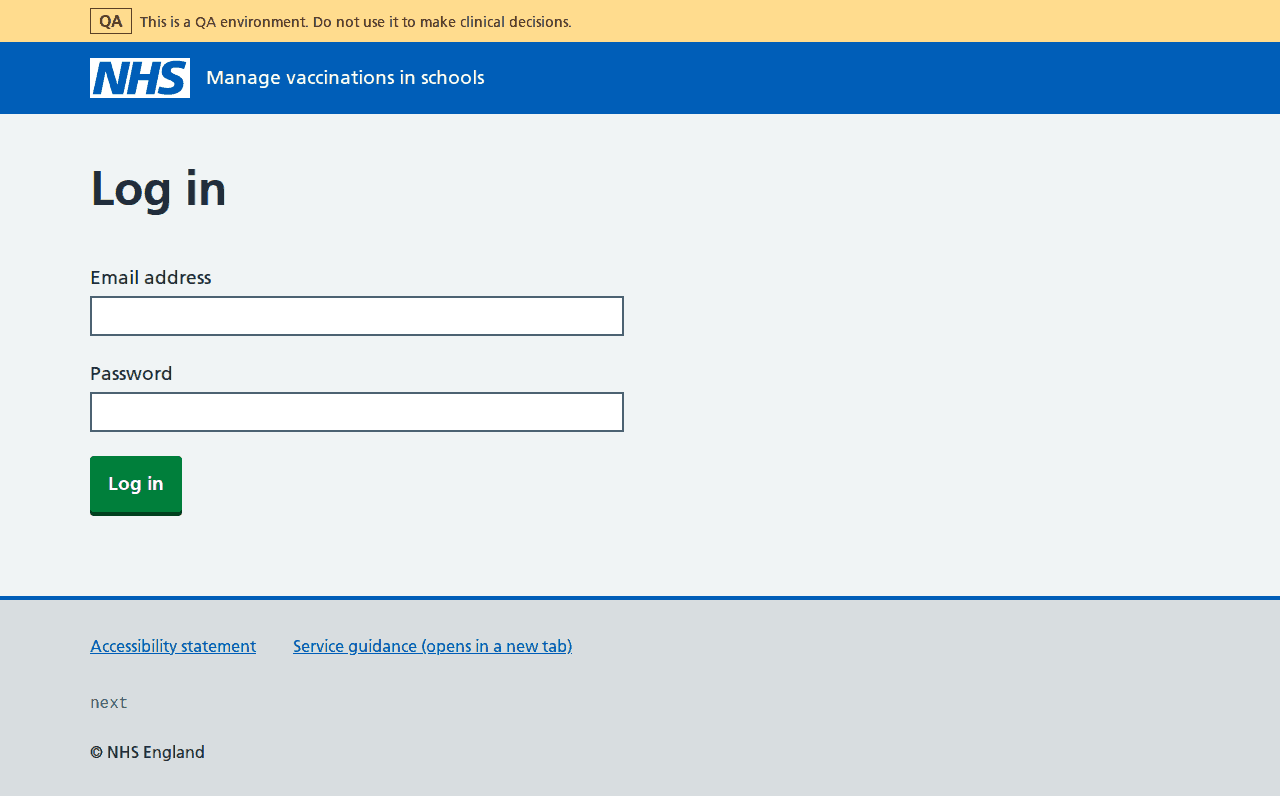 QA This is a QA environment. Do not use it to make clinical decisions.
NHS Manage vaccinations in schools
Log in
Email address
Password
Log in
Accessibility statement Service guidance (opens in a new tab)
next
© NHS England